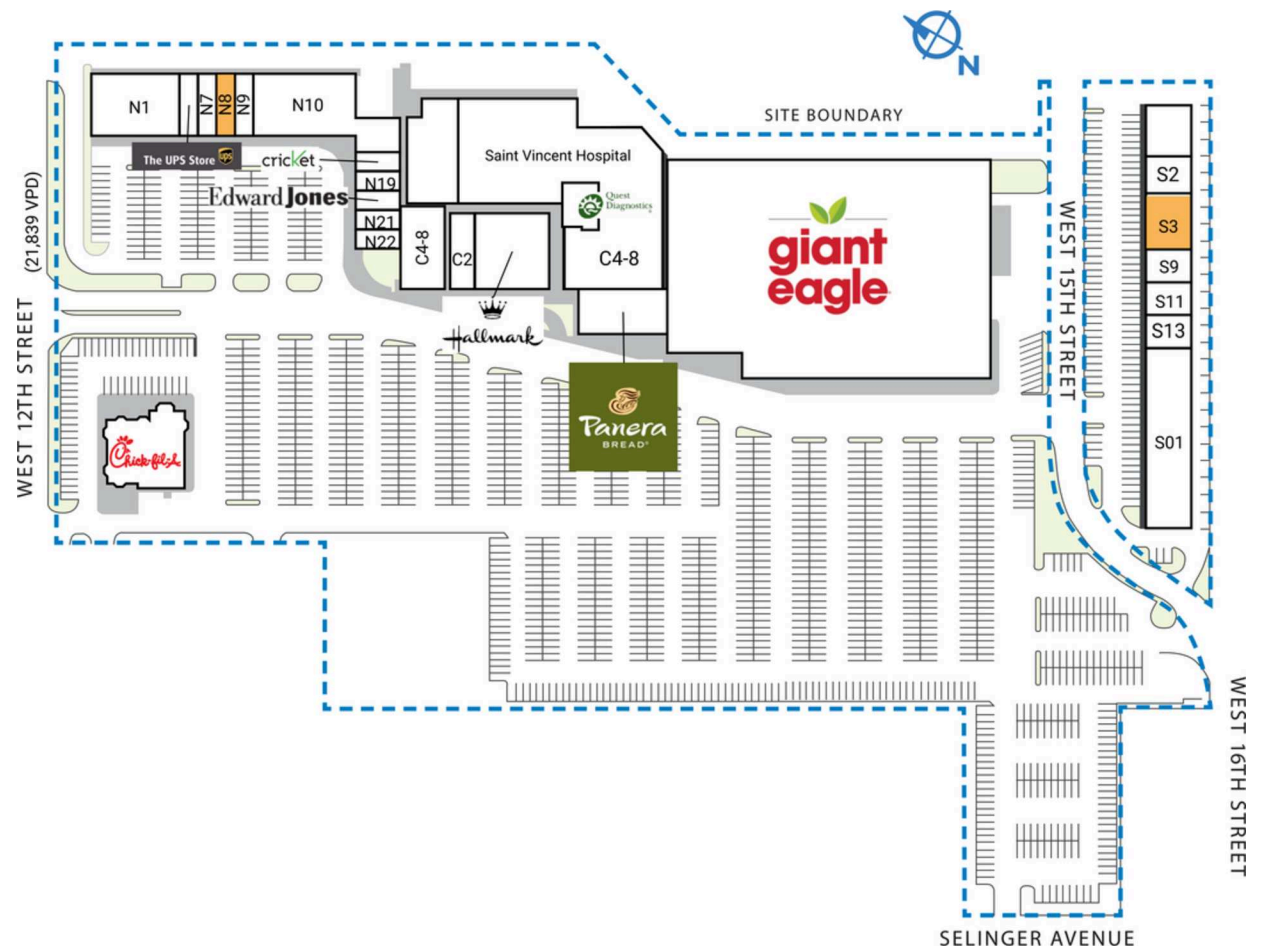 N
SITE BOUNDARY
N1
N7
N8
N9
N10
The UPS Store
ups
cricket
N19
Edward Jones
N21
N22
Saint Vincent Hospital
Quest
Diagnostics
C4-8
C2
C4-8
Hallmark
giant
eagle
Panera
BREAD®
Chick-fil-A
(21,839 VPD)
WEST 12TH STREET
WEST 15TH STREET
S2
S3
S9
S11
S13
S01
WEST 16TH STREET
SELINGER AVENUE